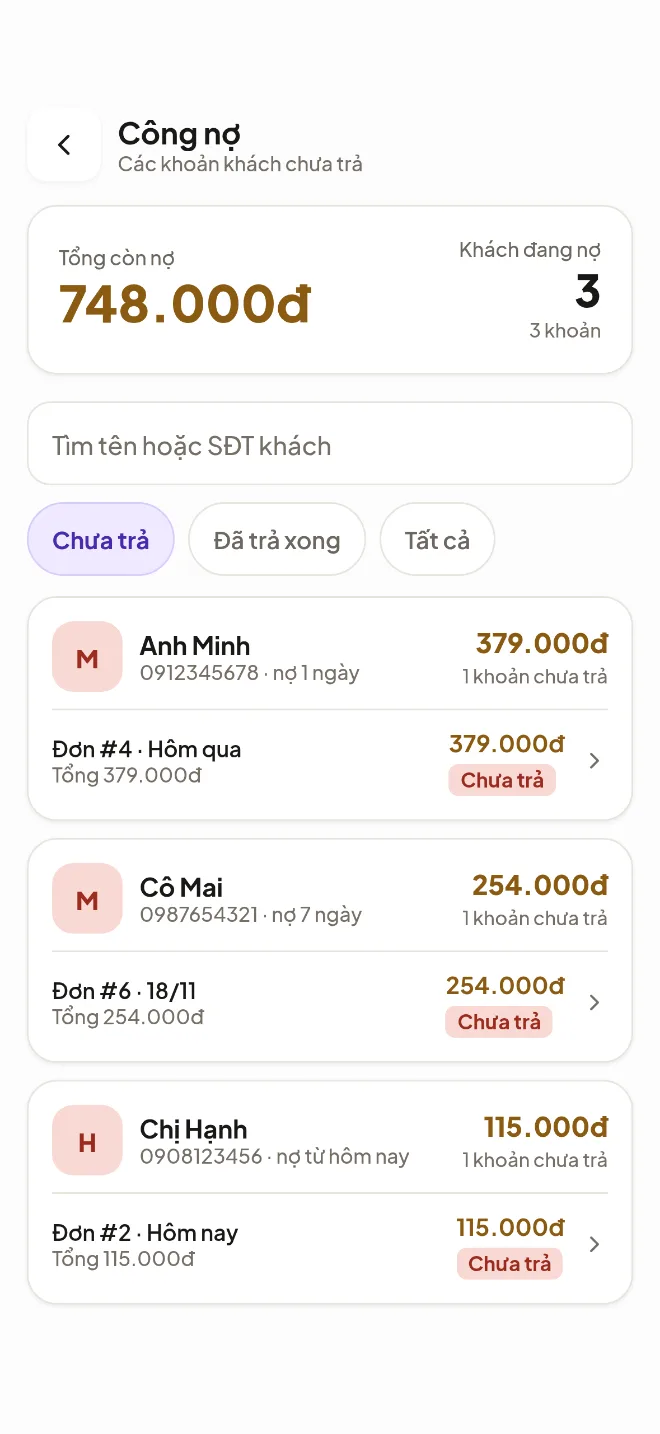 Công nợ
Các khoản khách chưa trả
Tổng còn nợ
748.000đ
Khách đang nợ
3
3 khoản
Tìm tên hoặc SĐT khách
Chưa trả
Đã trả xong
Tất cả
M
Anh Minh
0912345678 · nợ 1 ngày
379.000đ
1 khoản chưa trả
Đơn #4 · Hôm qua
Tổng 379.000đ
379.000đ
Chưa trả
M
Cô Mai
0987654321 · nợ 7 ngày
254.000đ
1 khoản chưa trả
Đơn #6 · 18/11
Tổng 254.000đ
254.000đ
Chưa trả
H
Chị Hạnh
0908123456 · nợ từ hôm nay
115.000đ
1 khoản chưa trả
Đơn #2 · Hôm nay
Tổng 115.000đ
115.000đ
Chưa trả